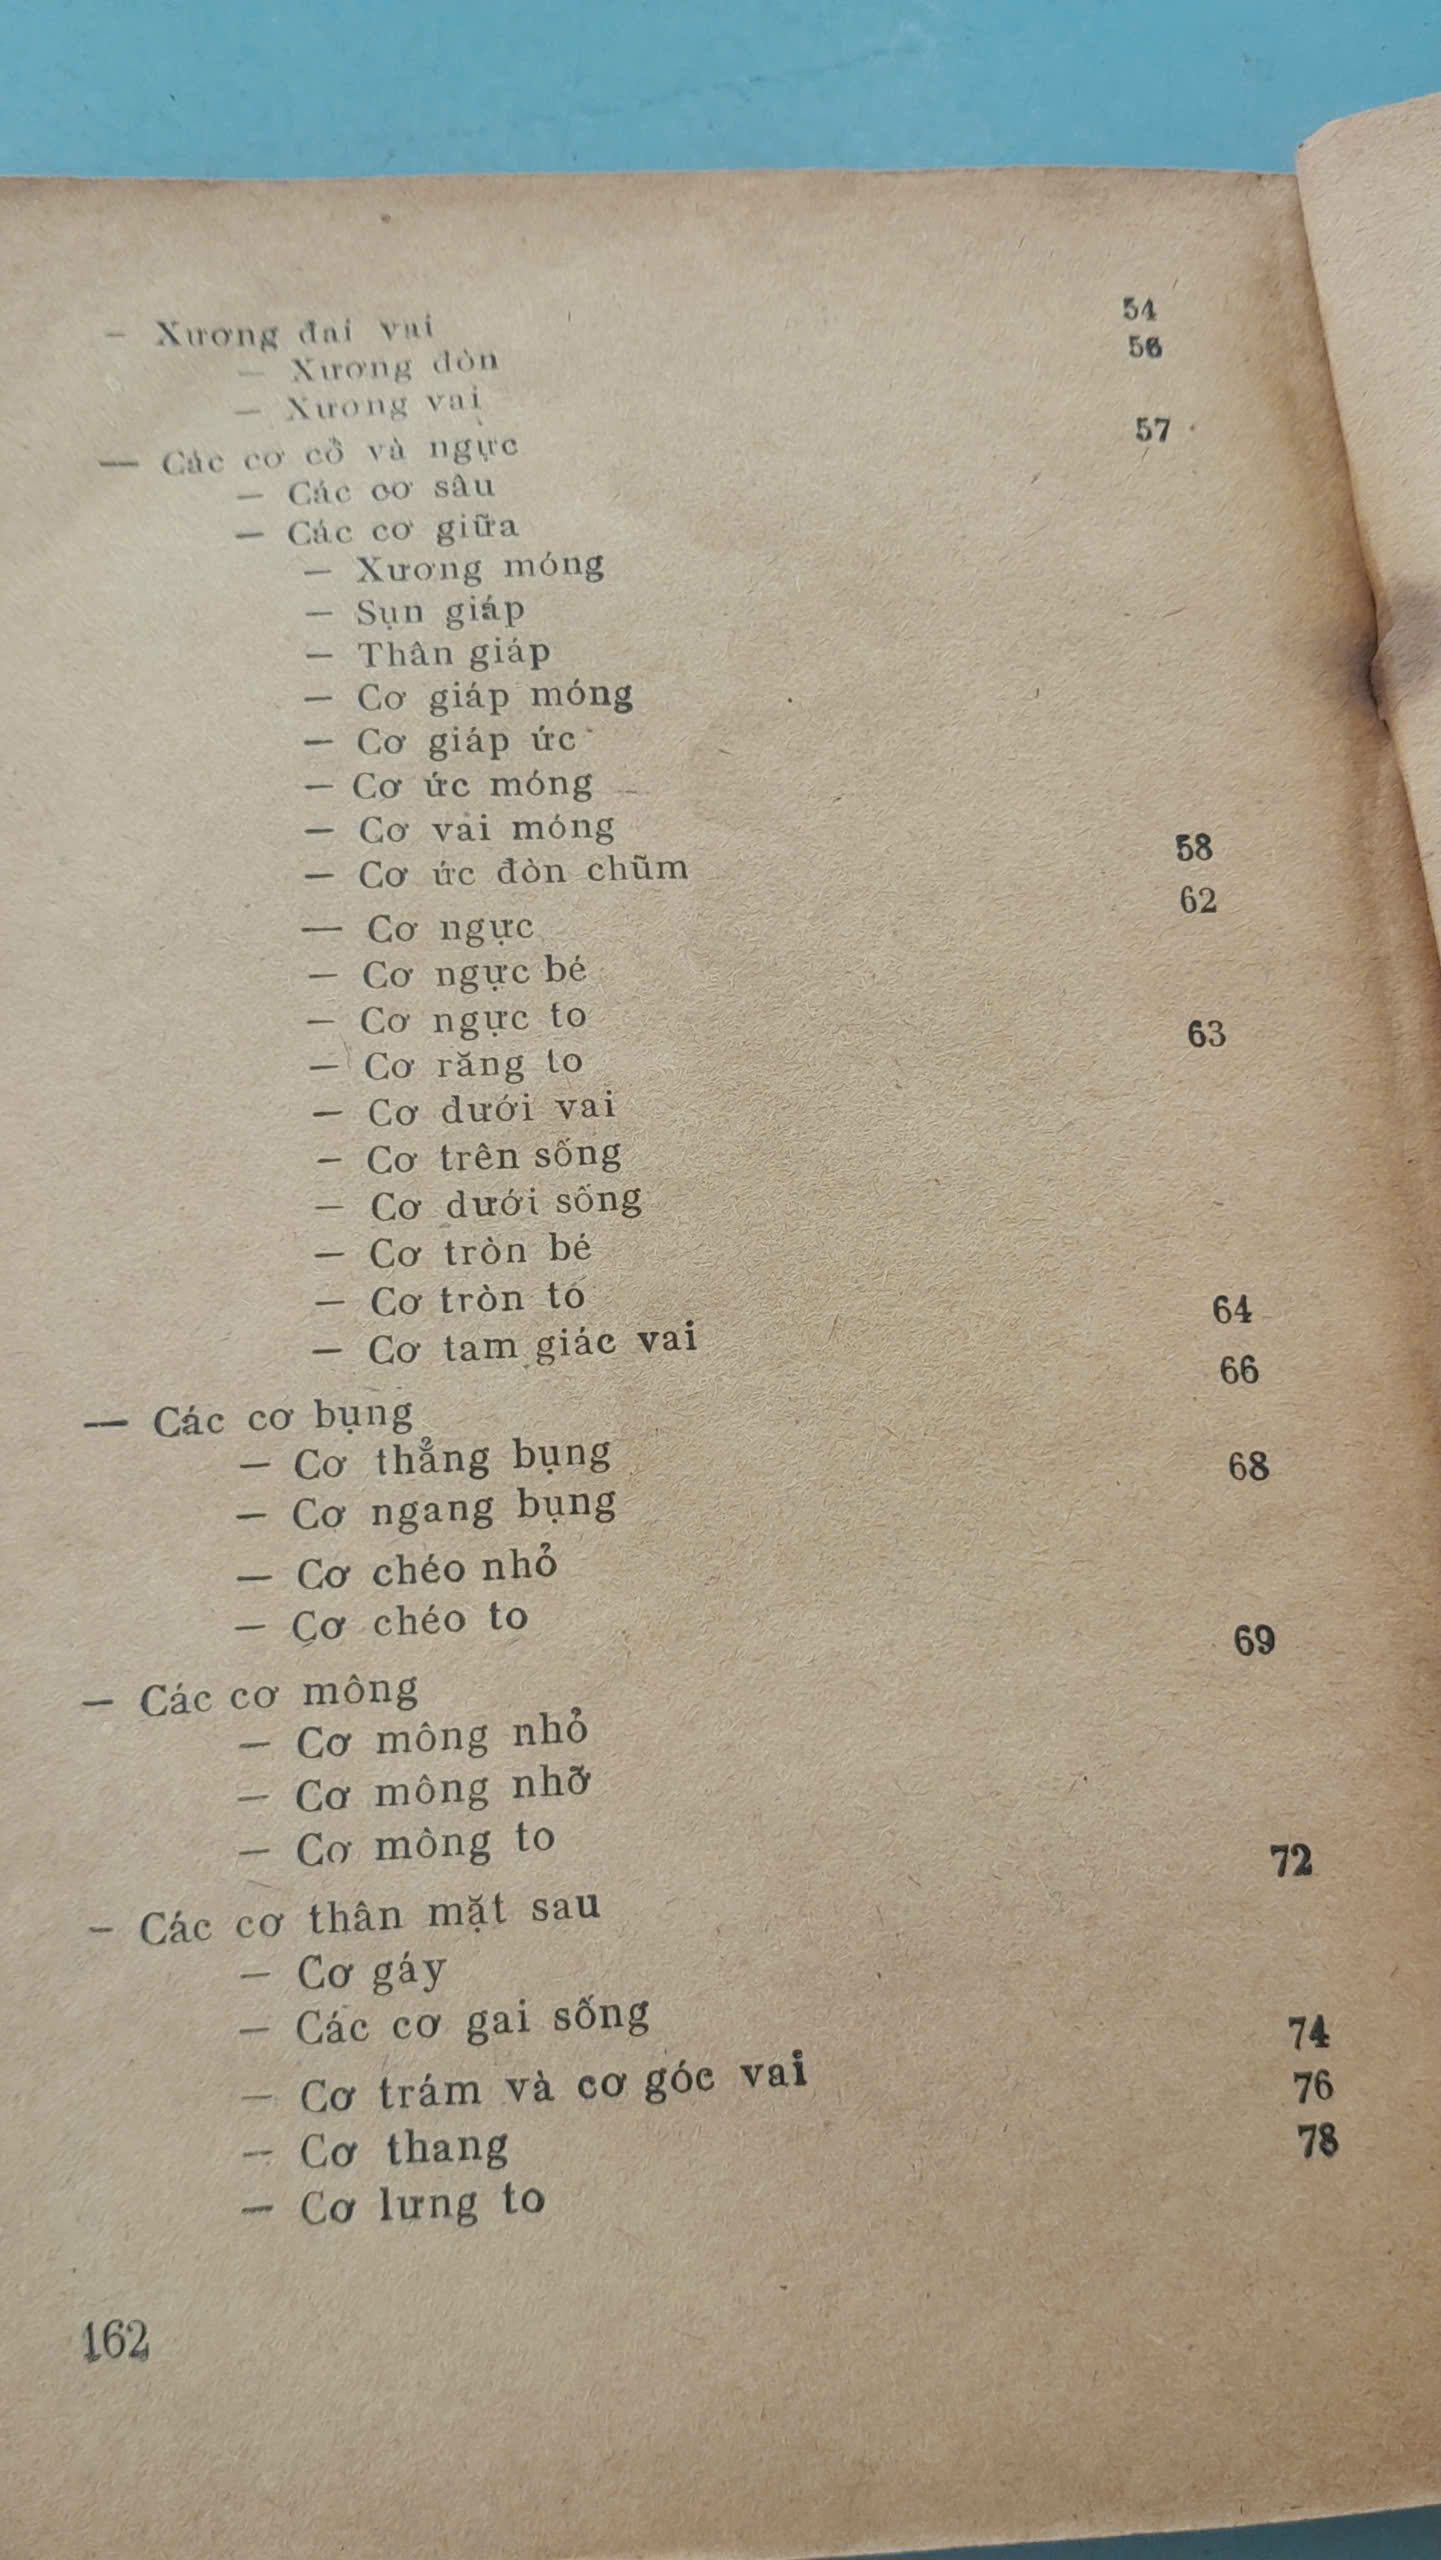 — Xương đai vai 54
— Xương đòn 56
— Xương vai
— Các cơ cổ và ngực 57
— Các cơ sâu
— Các cơ giữa
— Xương móng
— Sụn giáp
— Thân giáp
— Cơ giáp móng
— Cơ giáp ức
— Cơ ức móng
— Cơ vai móng
— Cơ ức đòn chũm 58
— Cơ ngực 62
— Cơ ngực bé
— Cơ ngực to
— Cơ răng to 63
— Cơ dưới vai
— Cơ trên sống
— Cơ dưới sống
— Cơ tròn bé
— Cơ tròn to
— Cơ tam giác vai 64
— Các cơ bụng 66
— Cơ thẳng bụng
— Cơ ngang bụng 68
— Cơ chéo nhỏ
— Cơ chéo to
— Các cơ mông 69
— Cơ mông nhỏ
— Cơ mông nhỡ
— Cơ mông to
— Các cơ thân mặt sau 72
— Cơ gáy
— Các cơ gai sống
— Cơ trám và cơ góc vai 74
— Cơ thang 76
— Cơ lưng to 78
162